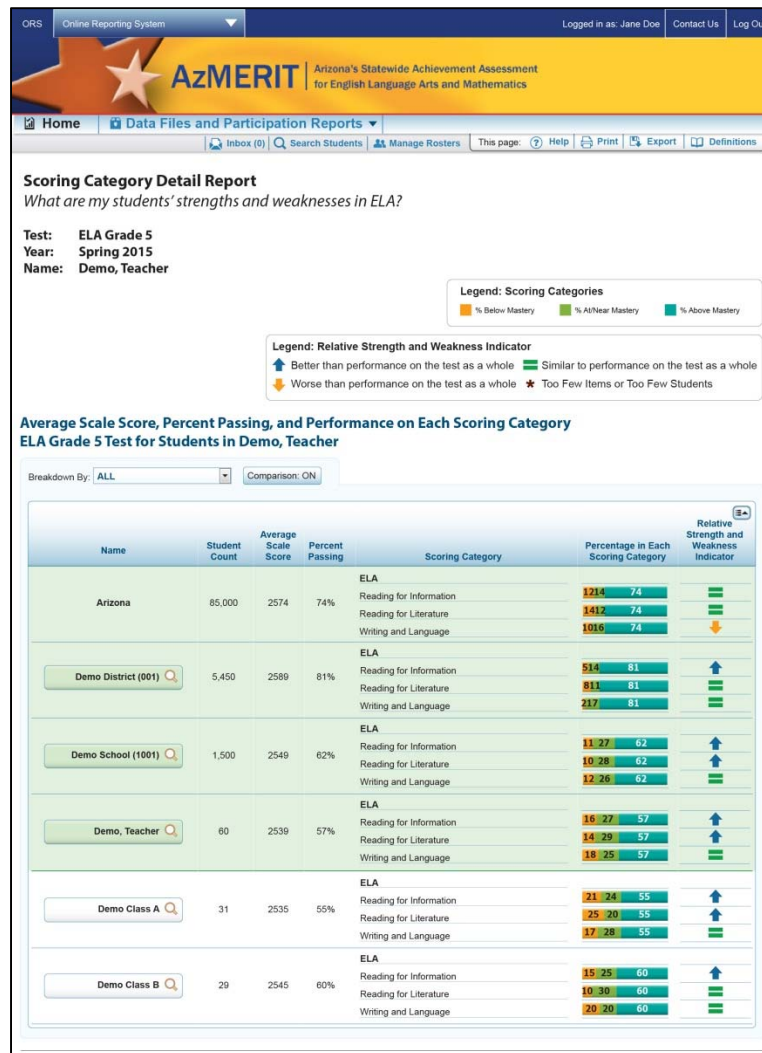 ORS Online Reporting System Logged in as: Jane Doe Contact Us Log Ou
AzMERIT Arizona's Statewide Achievement Assessment
for English Language Arts and Mathematics
Home Data Files and Participation Reports
Inbox (0) Search Students Manage Rosters This page: ? Help Print Export Definitions
Scoring Category Detail Report
What are my students' strengths and weaknesses in ELA?
Test: ELA Grade 5
Year: Spring 2015
Name: Demo, Teacher
Legend: Scoring Categories
% Below Mastery % At/Near Mastery % Above Mastery
Legend: Relative Strength and Weakness Indicator
Better than performance on the test as a whole Similar to performance on the test as a whole
Worse than performance on the test as a whole * Too Few Items or Too Few Students
Average Scale Score, Percent Passing, and Performance on Each Scoring Category
ELA Grade 5 Test for Students in Demo, Teacher
Breakdown By: ALL Comparison: ON
Name Student Count Average Scale Score Percent Passing Scoring Category Percentage in Each Scoring Category Relative Strength and Weakness Indicator
ELA
Reading for Information 12 14 74
Arizona 85,000 2574 74%
Reading for Literature 14 12 74
Writing and Language 10 16 74
ELA
Reading for Information 5 14 81
Demo District (001) 5,450 2589 81%
Reading for Literature 8 11 81
Writing and Language 2 17 81
ELA
Reading for Information 11 27 62
Demo School (1001) 1,500 2549 62%
Reading for Literature 10 28 62
Writing and Language 12 26 62
ELA
Reading for Information 16 27 57
Demo, Teacher 60 2539 57%
Reading for Literature 14 29 57
Writing and Language 18 25 57
ELA
Reading for Information 21 24 55
Demo Class A 31 2535 55%
Reading for Literature 25 20 55
Writing and Language 17 28 55
ELA
Reading for Information 15 25 60
Demo Class B 29 2545 60%
Reading for Literature 10 30 60
Writing and Language 20 20 60